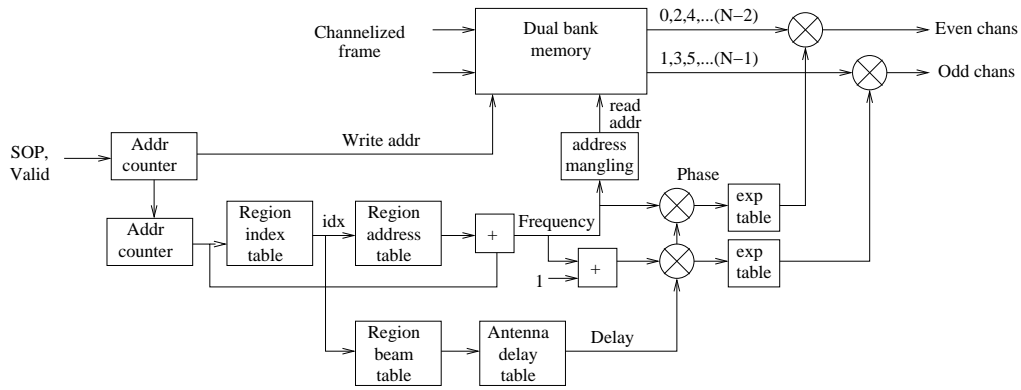 0,2,4,...(N−2)
Even chans
Channelized
frame
Dual bank
memory
1,3,5,...(N−1)
Odd chans
read
addr
SOP,
Valid
Addr
counter
Write addr
address
mangling
Phase
exp
table
Addr
counter
Region
index
table
idx
Region
address
table
+
Frequency
1
+
exp
table
Region
beam
table
Antenna
delay
table
Delay